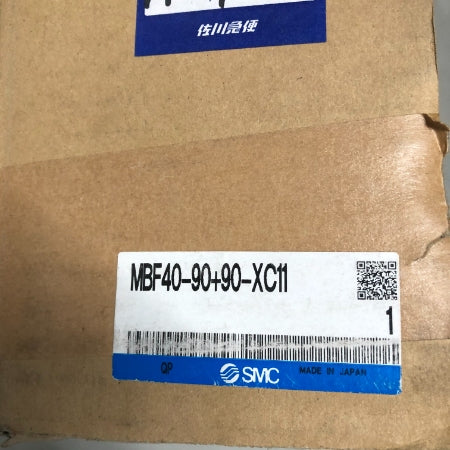 佐川急便
MBF40-90+90-XC11
1
QP
SMC
MADE IN JAPAN